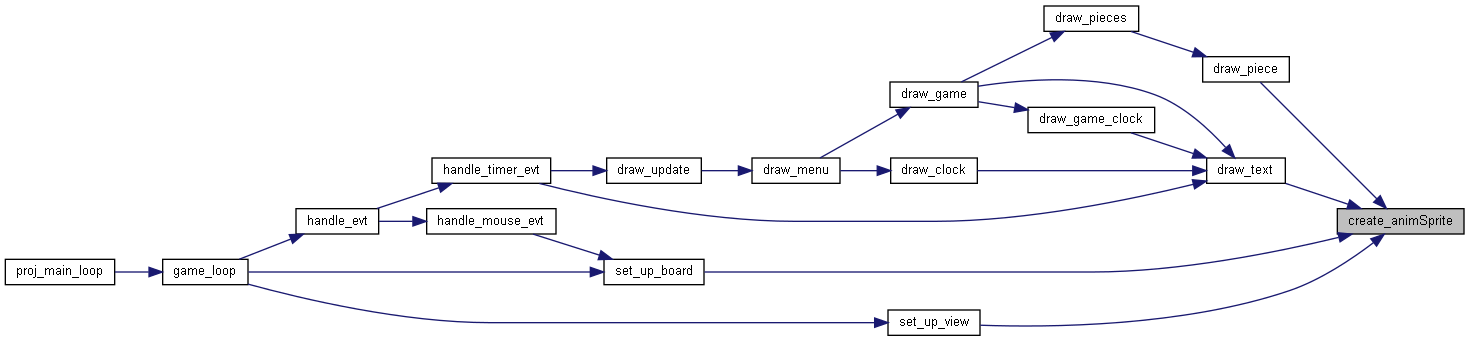 draw_pieces
draw_piece
draw_game
draw_game_clock
handle_timer_evt
draw_update
draw_menu
draw_clock
draw_text
handle_evt
handle_mouse_evt
create_animSprite
proj_main_loop
game_loop
set_up_board
set_up_view